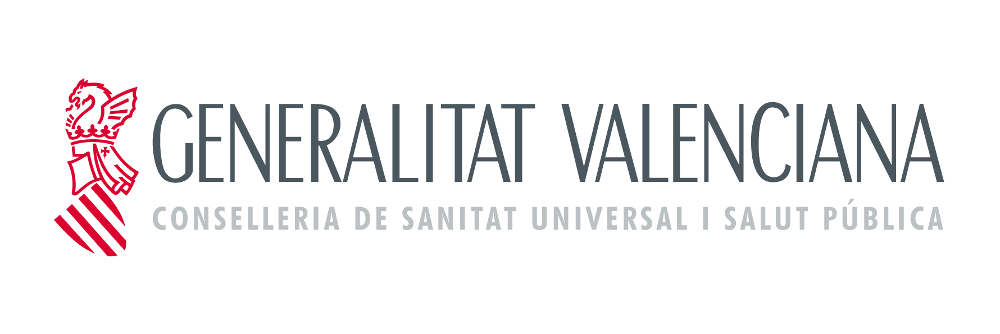 GENERALITAT VALENCIANA
CONSELLERIA DE SANITAT UNIVERSAL I SALUT PÚBLICA